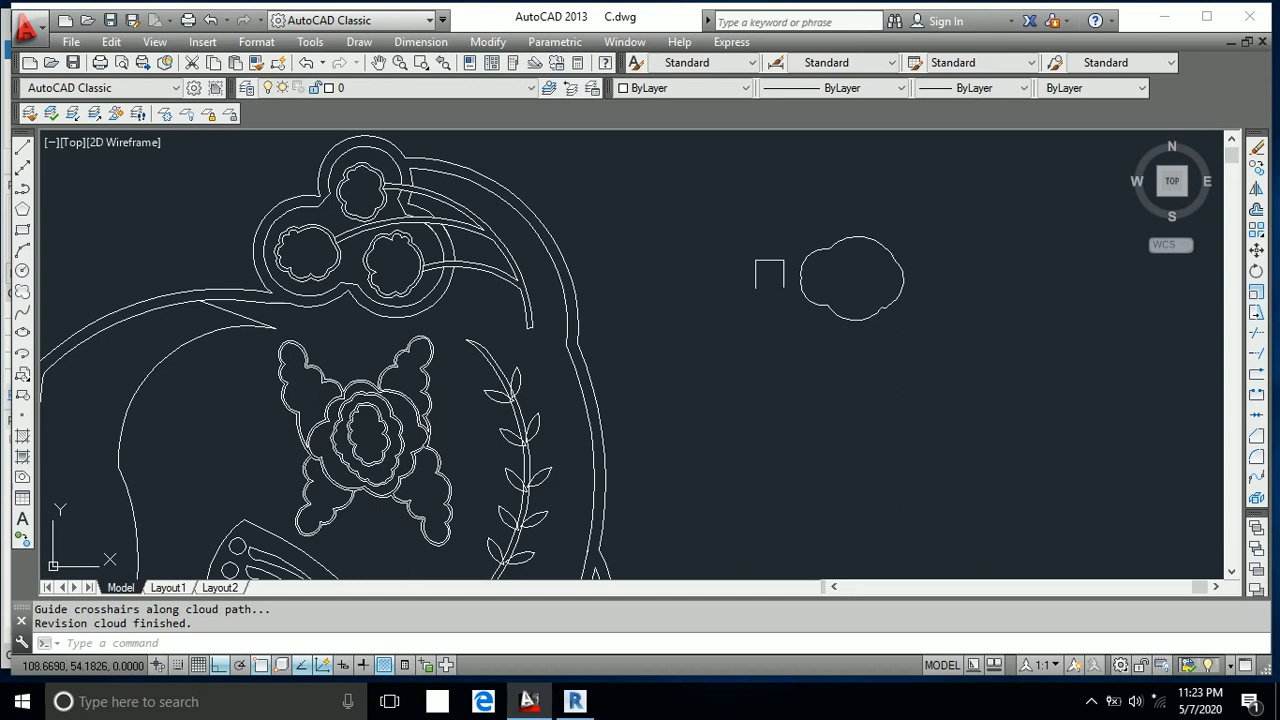 AutoCAD Classic
AutoCAD 2013 C.dwg
Type a keyword or phrase
Sign In
File Edit View Insert Format Tools Draw Dimension Modify Parametric Window Help Express
Standard Standard Standard Standard
AutoCAD Classic 0 ByLayer ByLayer ByLayer ByLayer
[−][Top][2D Wireframe]
N
W TOP E
S
WCS
Y
X
Model Layout1 Layout2
Guide crosshairs along cloud path...
Revision cloud finished.
Type a command
108.6690, 54.1826, 0.0000 MODEL 1:1
Type here to search
11:23 PM
5/7/2020